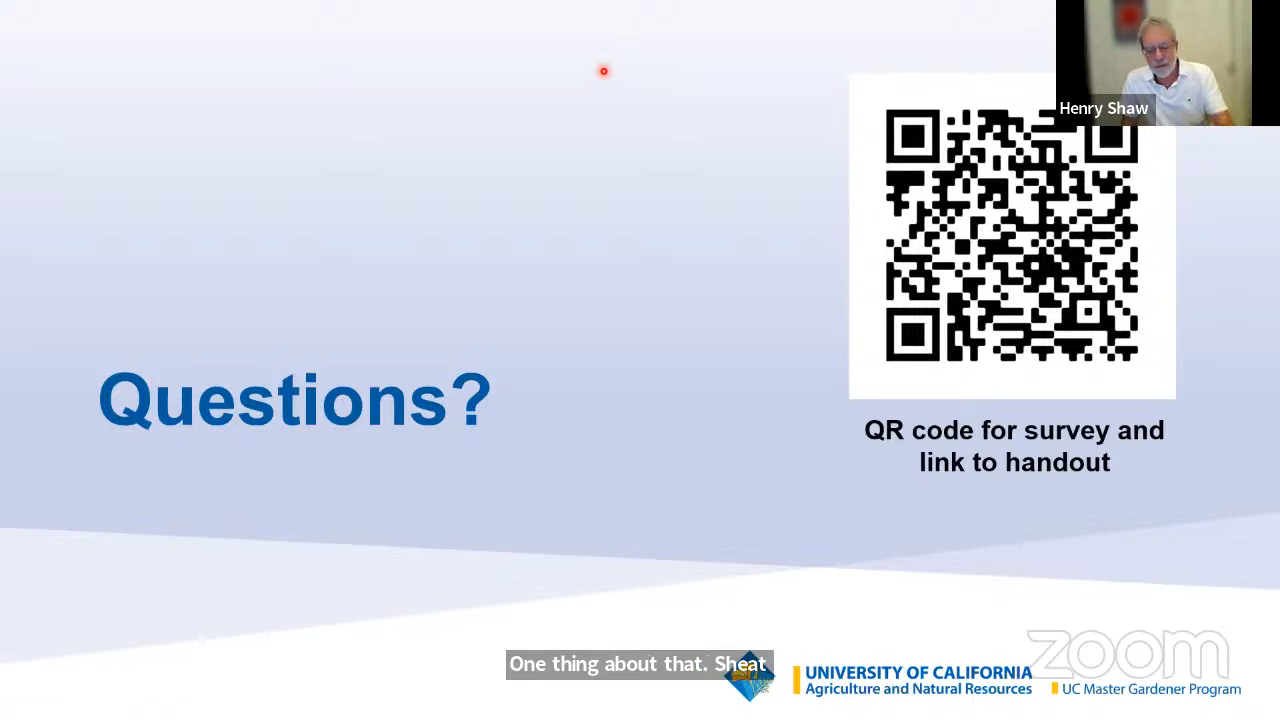 Henry Shaw
Questions?
QR code for survey and
link to handout
One thing about that. Sheat
zoom
UNIVERSITY OF CALIFORNIA
Agriculture and Natural Resources
UC Master Gardener Program